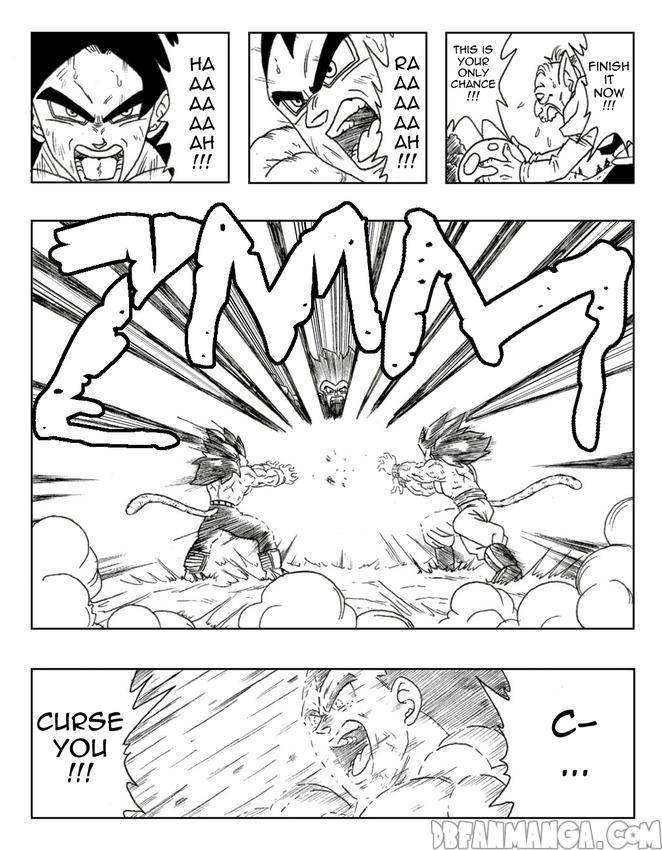 FINISH
IT
NOW
!!!
THIS IS
YOUR
ONLY
CHANCE
!!!
RA
AA
AA
AA
AH
!!!
HA
AA
AA
AA
AH
!!!
C-
...
CURSE
YOU
!!!
DBFANMANGA.COM